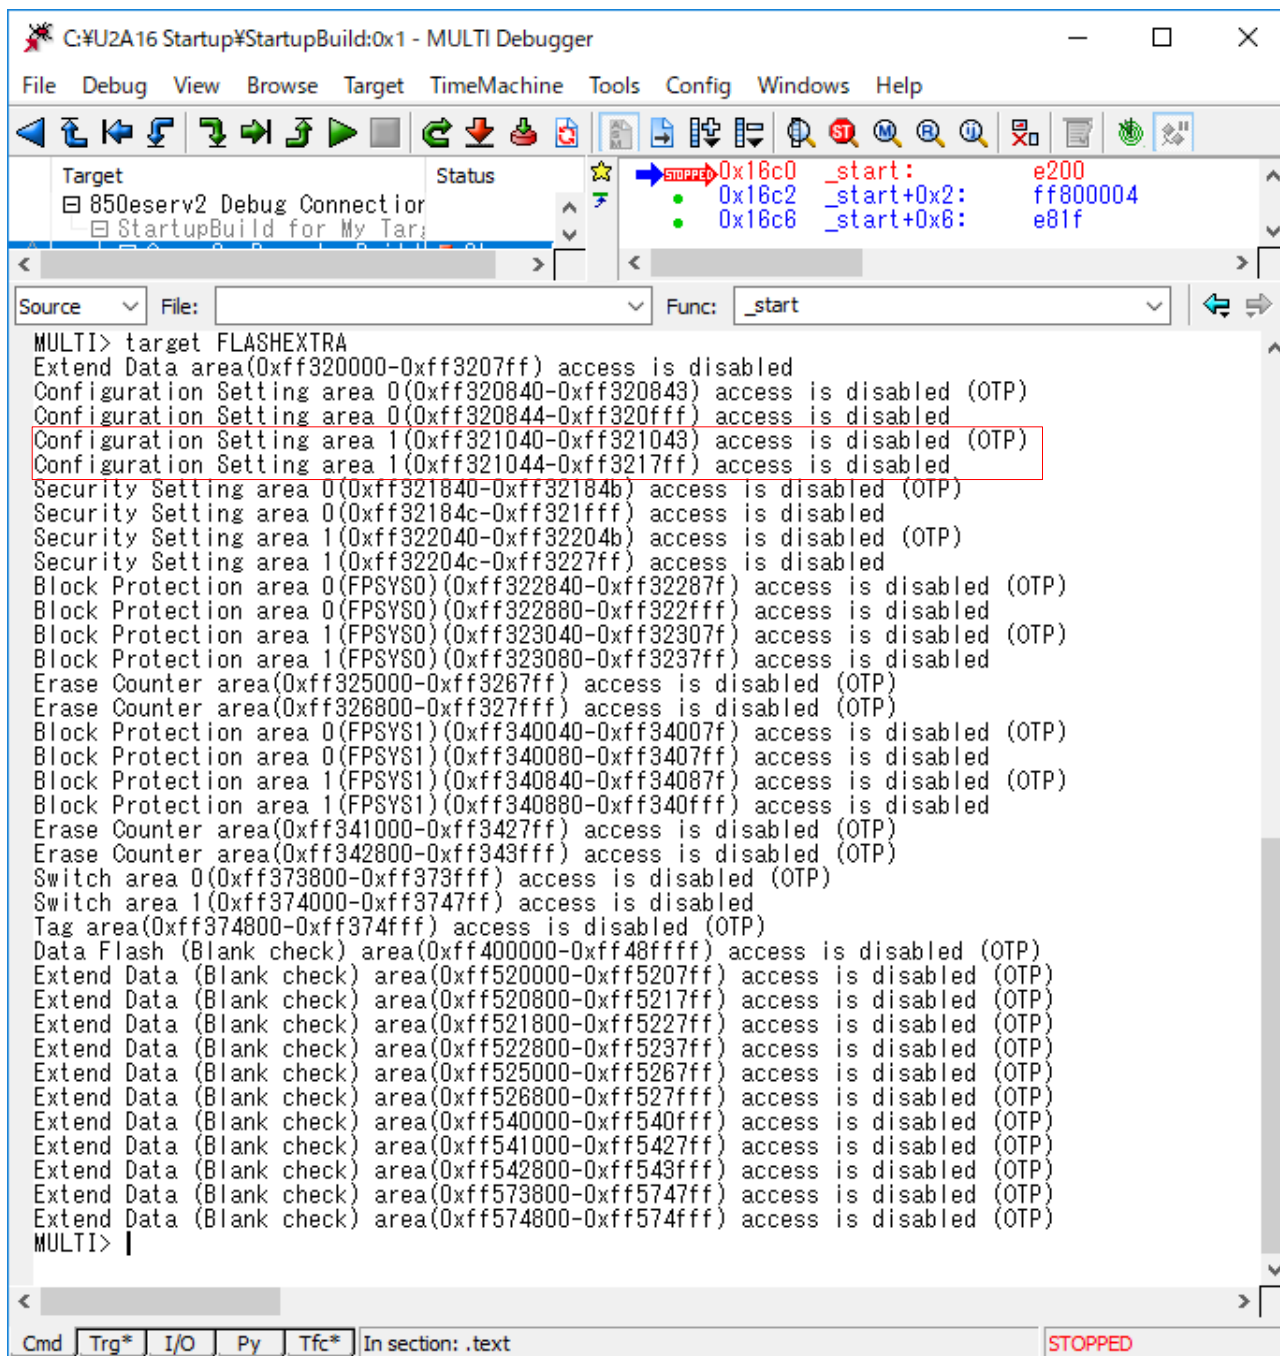 C:¥U2A16 Startup¥StartupBuild:0x1 - MULTI Debugger
File Debug View Browse Target TimeMachine Tools Config Windows Help
Target Status
850eserv2 Debug Connection
StartupBuild for My Targ
STOPPED 0x16c0 _start: e200
0x16c2 _start+0x2: ff800004
0x16c6 _start+0x6: e81f
Source File: Func: _start
MULTI> target FLASHEXTRA
Extend Data area(0xff320000-0xff3207ff) access is disabled
Configuration Setting area 0(0xff320840-0xff320843) access is disabled (OTP)
Configuration Setting area 0(0xff320844-0xff320fff) access is disabled
Configuration Setting area 1(0xff321040-0xff321043) access is disabled (OTP)
Configuration Setting area 1(0xff321044-0xff3217ff) access is disabled
Security Setting area 0(0xff321840-0xff32184b) access is disabled (OTP)
Security Setting area 0(0xff32184c-0xff321fff) access is disabled
Security Setting area 1(0xff322040-0xff32204b) access is disabled (OTP)
Security Setting area 1(0xff32204c-0xff3227ff) access is disabled
Block Protection area 0(FPSYS0)(0xff322840-0xff32287f) access is disabled (OTP)
Block Protection area 0(FPSYS0)(0xff322880-0xff322fff) access is disabled
Block Protection area 1(FPSYS0)(0xff323040-0xff32307f) access is disabled (OTP)
Block Protection area 1(FPSYS0)(0xff323080-0xff3237ff) access is disabled
Erase Counter area(0xff325000-0xff3267ff) access is disabled (OTP)
Erase Counter area(0xff326800-0xff327fff) access is disabled (OTP)
Block Protection area 0(FPSYS1)(0xff340040-0xff34007f) access is disabled (OTP)
Block Protection area 0(FPSYS1)(0xff340080-0xff3407ff) access is disabled
Block Protection area 1(FPSYS1)(0xff340840-0xff34087f) access is disabled (OTP)
Block Protection area 1(FPSYS1)(0xff340880-0xff340fff) access is disabled
Erase Counter area(0xff341000-0xff3427ff) access is disabled (OTP)
Erase Counter area(0xff342800-0xff343fff) access is disabled (OTP)
Switch area 0(0xff373800-0xff373fff) access is disabled (OTP)
Switch area 1(0xff374000-0xff3747ff) access is disabled
Tag area(0xff374800-0xff374fff) access is disabled (OTP)
Data Flash (Blank check) area(0xff400000-0xff48ffff) access is disabled (OTP)
Extend Data (Blank check) area(0xff520000-0xff5207ff) access is disabled (OTP)
Extend Data (Blank check) area(0xff520800-0xff5217ff) access is disabled (OTP)
Extend Data (Blank check) area(0xff521800-0xff5227ff) access is disabled (OTP)
Extend Data (Blank check) area(0xff522800-0xff5237ff) access is disabled (OTP)
Extend Data (Blank check) area(0xff525000-0xff5267ff) access is disabled (OTP)
Extend Data (Blank check) area(0xff526800-0xff527fff) access is disabled (OTP)
Extend Data (Blank check) area(0xff540000-0xff540fff) access is disabled (OTP)
Extend Data (Blank check) area(0xff541000-0xff5427ff) access is disabled (OTP)
Extend Data (Blank check) area(0xff542800-0xff543fff) access is disabled (OTP)
Extend Data (Blank check) area(0xff573800-0xff5747ff) access is disabled (OTP)
Extend Data (Blank check) area(0xff574800-0xff574fff) access is disabled (OTP)
MULTI>
Cmd Trg* I/O Py Tfc* In section: .text STOPPED